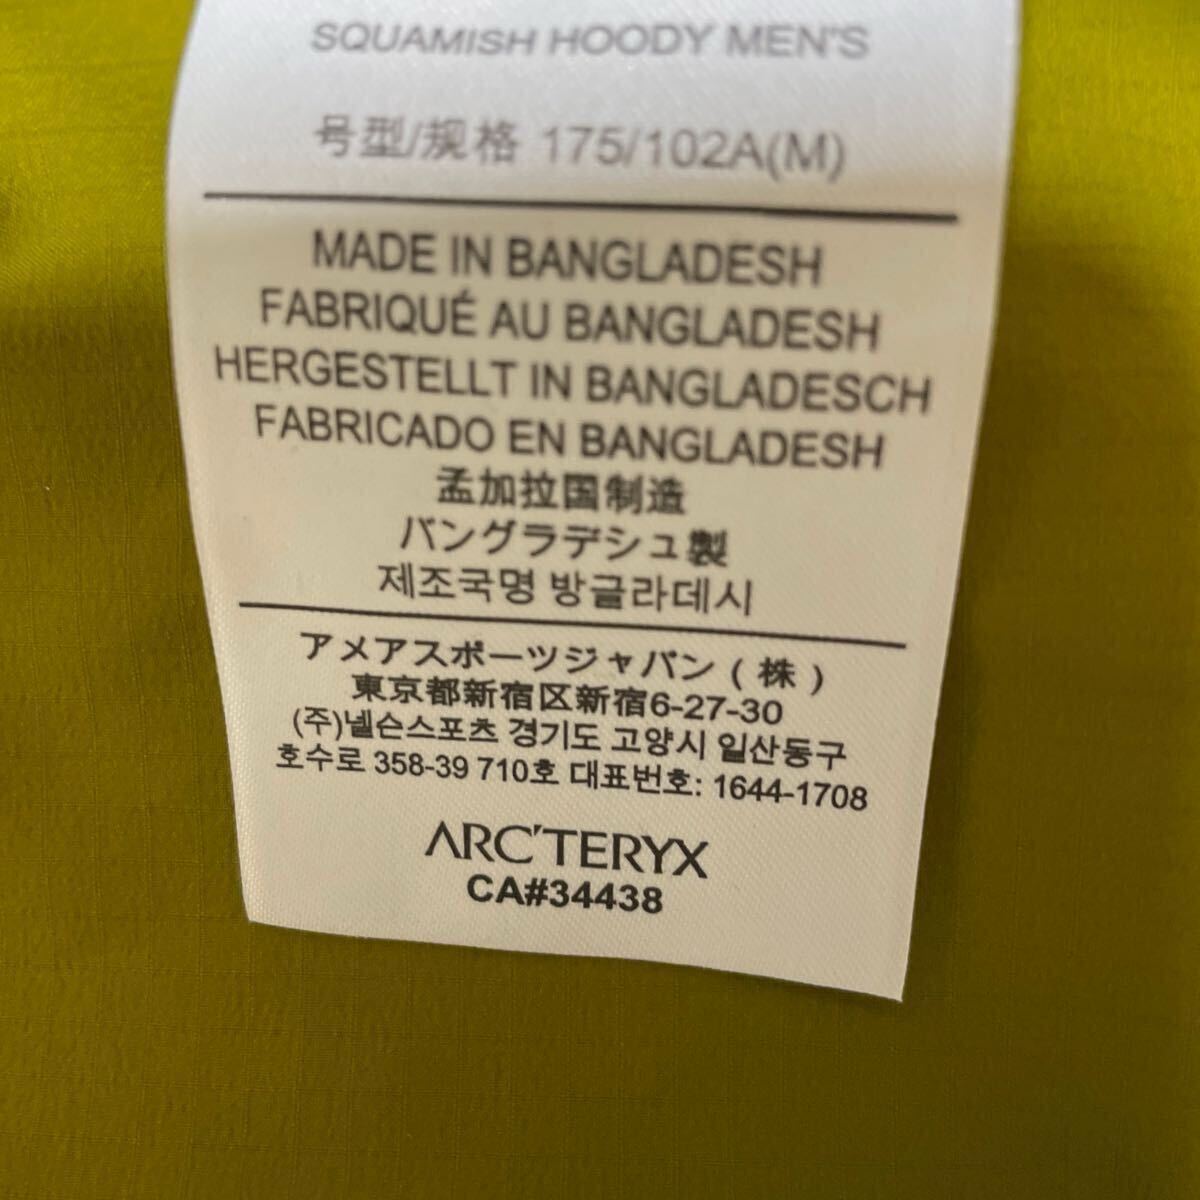 SQUAMISH HOODY MEN'S
号型/规格 175/102A(M)
MADE IN BANGLADESH
FABRIQUÉ AU BANGLADESH
HERGESTELLT IN BANGLADESCH
FABRICADO EN BANGLADESH
孟加拉国制造
バングラデシュ製
제조국명 방글라데시
アメアスポーツジャパン(株)
東京都新宿区新宿6-27-30
(주)넬슨스포츠 경기도 고양시 일산동구
호수로 358-39 710호 대표번호: 1644-1708
ARC'TERYX
CA#34438